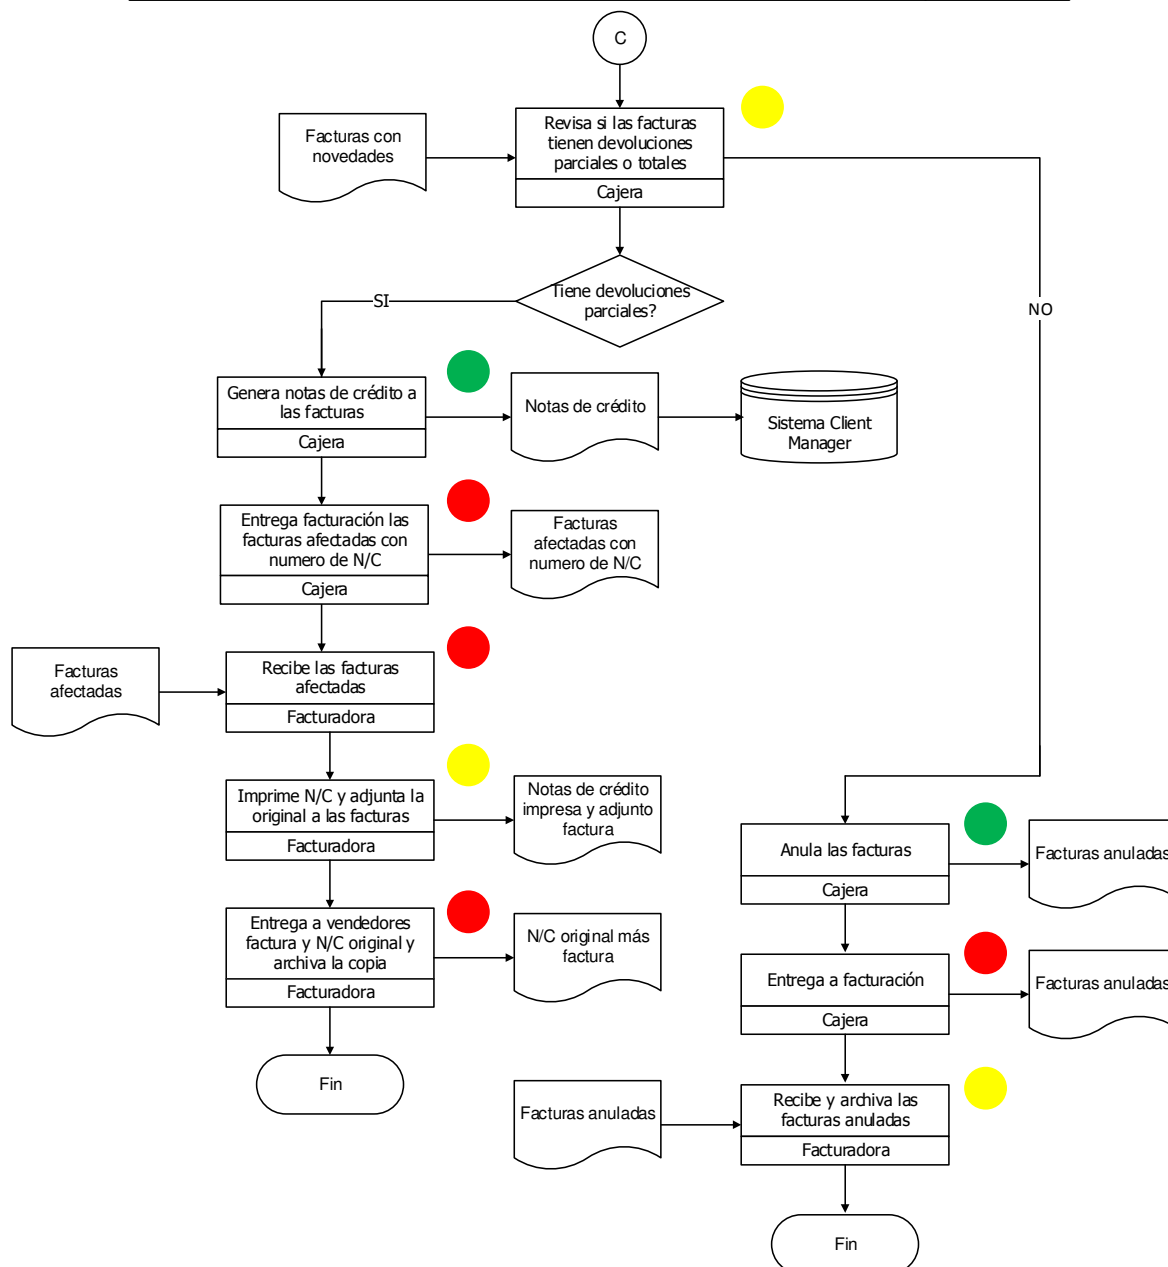 C
Facturas con
novedades
Revisa si las facturas
tienen devoluciones
parciales o totales
Cajera
Tiene devoluciones
parciales?
SI
NO
Genera notas de crédito a
las facturas
Cajera
Notas de crédito
Sistema Client
Manager
Entrega facturación las
facturas afectadas con
numero de N/C
Cajera
Facturas
afectadas con
numero de N/C
Facturas
afectadas
Recibe las facturas
afectadas
Facturadora
Imprime N/C y adjunta la
original a las facturas
Facturadora
Notas de crédito
impresa y adjunto
factura
Entrega a vendedores
factura y N/C original y
archiva la copia
Facturadora
N/C original más
factura
Fin
Anula las facturas
Cajera
Facturas anuladas
Entrega a facturación
Cajera
Facturas anuladas
Facturas anuladas
Recibe y archiva las
facturas anuladas
Facturadora
Fin